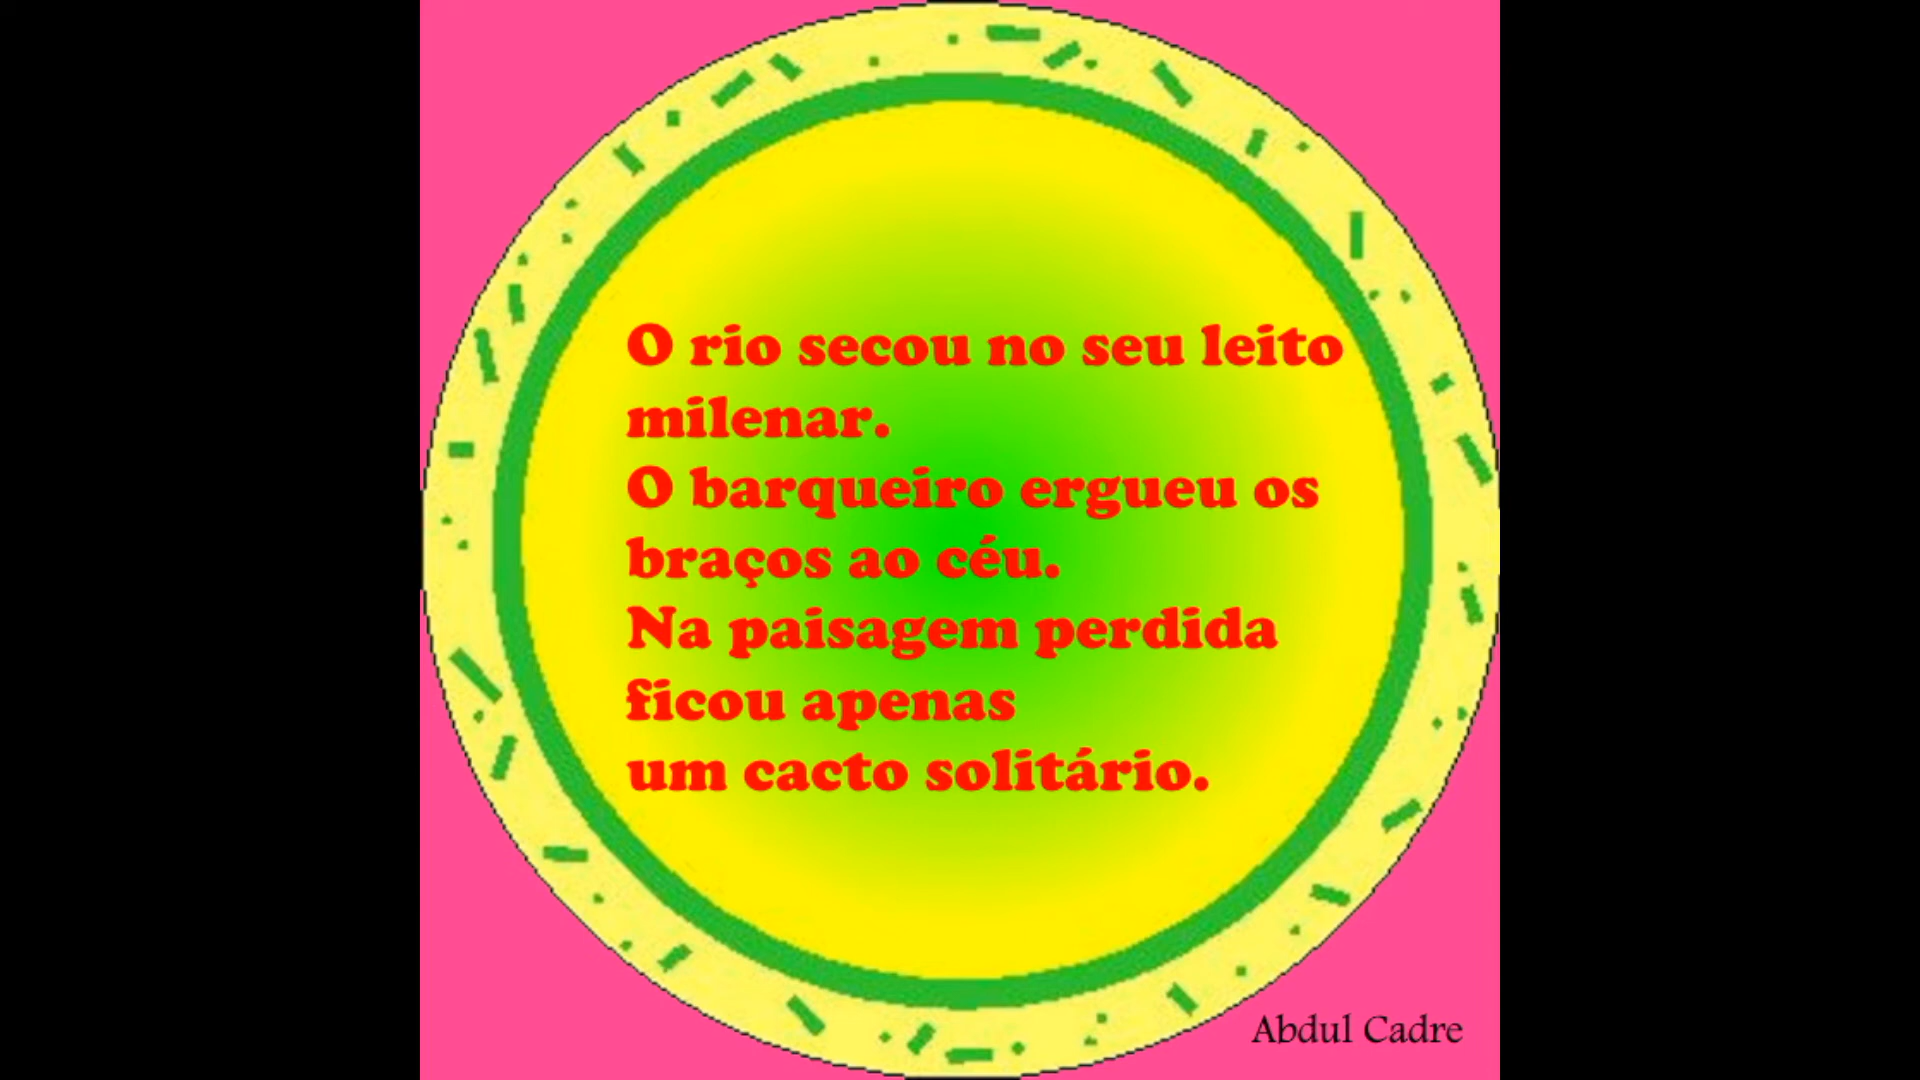 O rio secou no seu leito
milenar.
O barqueiro ergueu os
braços ao céu.
Na paisagem perdida
ficou apenas
um cacto solitário.
Abdul Cadre